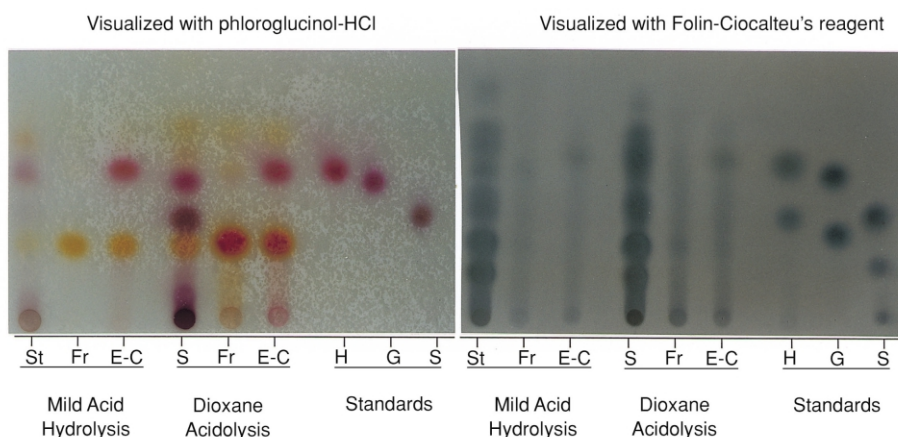 Visualized with phloroglucinol-HCl
Visualized with Folin-Ciocalteu's reagent
St Fr E-C S Fr E-C H G S
St Fr E-C S Fr E-C H G S
Mild Acid
Hydrolysis
Dioxane
Acidolysis
Standards
Mild Acid
Hydrolysis
Dioxane
Acidolysis
Standards